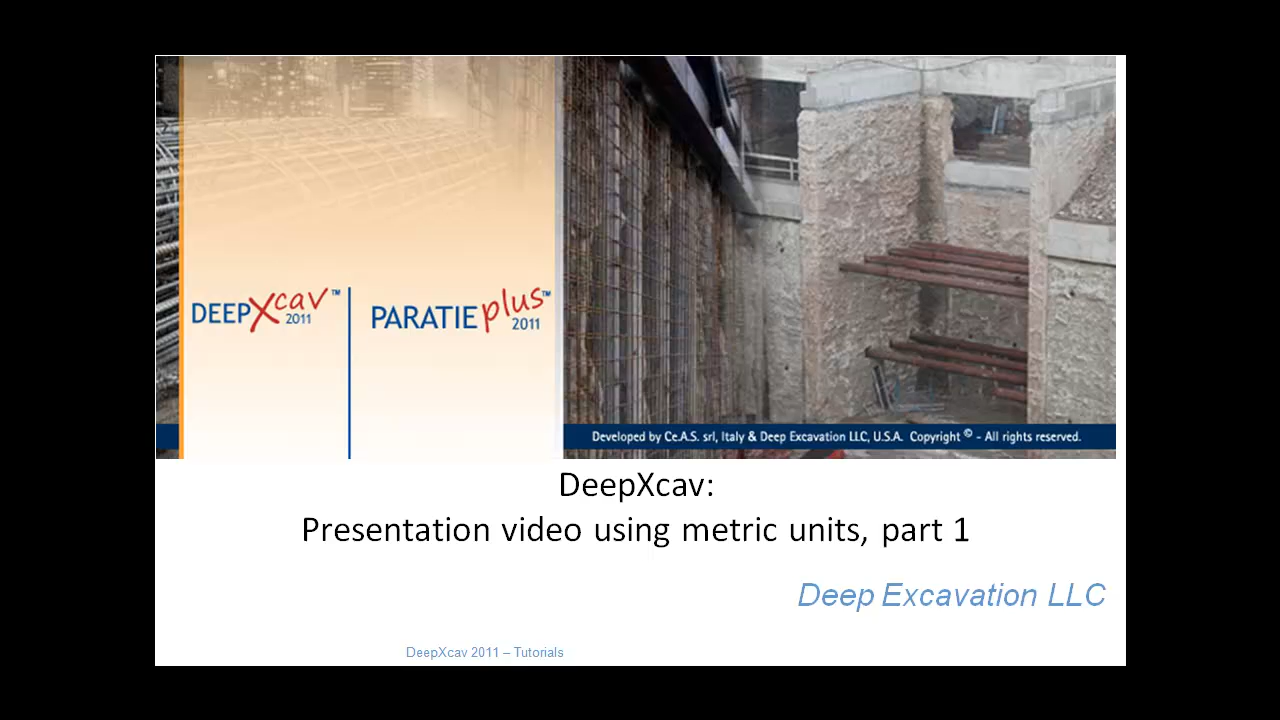 DEEPXcav™ 2011
PARATIEplus™ 2011
Developed by Ce.A.S. srl, Italy & Deep Excavation LLC, U.S.A. Copyright © - All rights reserved.
DeepXcav:
Presentation video using metric units, part 1
Deep Excavation LLC
DeepXcav 2011 – Tutorials